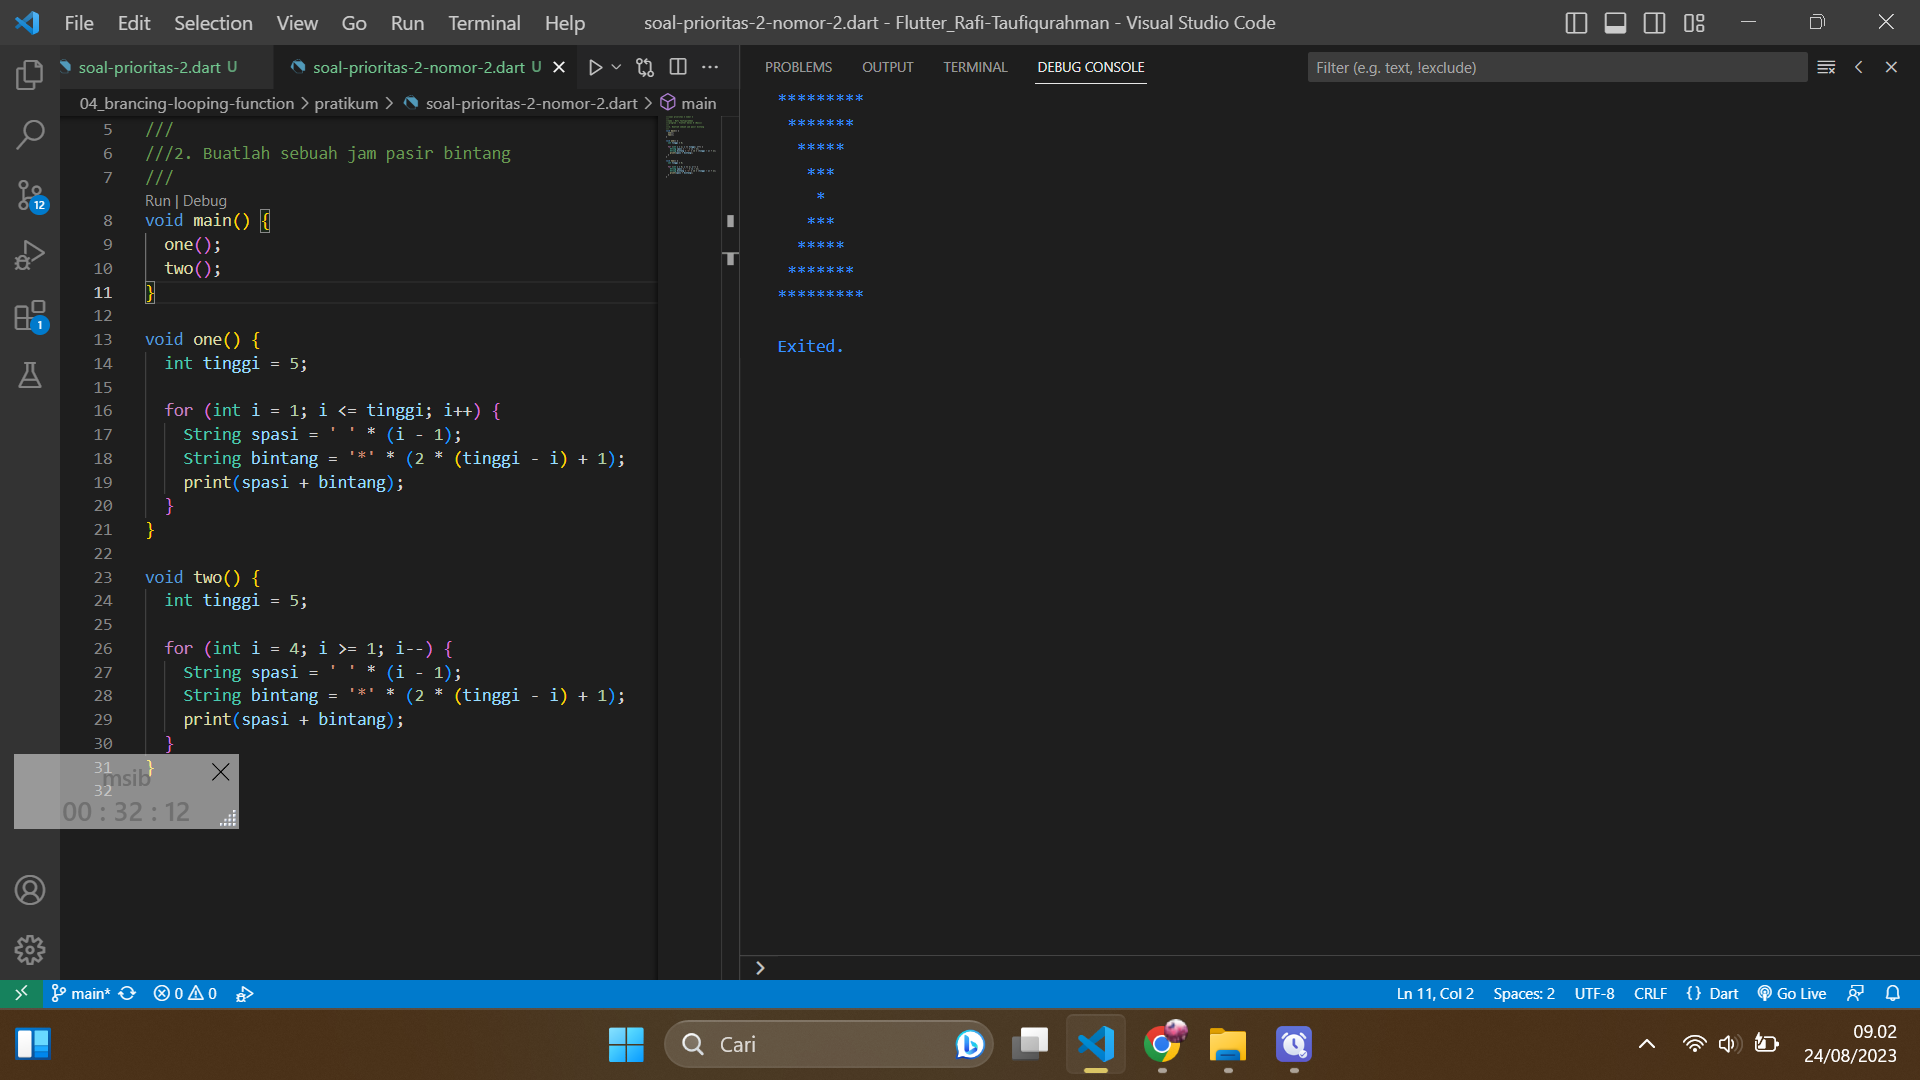 File Edit Selection View Go Run Terminal Help soal-prioritas-2-nomor-2.dart - Flutter_Rafi-Taufiqurahman - Visual Studio Code
soal-prioritas-2.dart U soal-prioritas-2-nomor-2.dart U
04_brancing-looping-function > pratikum > soal-prioritas-2-nomor-2.dart > main
5 ///
6 ///2. Buatlah sebuah jam pasir bintang
7 ///
Run | Debug
8 void main() {
9   one();
10   two();
11 }
12
13 void one() {
14   int tinggi = 5;
15
16   for (int i = 1; i <= tinggi; i++) {
17     String spasi = ' ' * (i - 1);
18     String bintang = '*' * (2 * (tinggi - i) + 1);
19     print(spasi + bintang);
20   }
21 }
22
23 void two() {
24   int tinggi = 5;
25
26   for (int i = 4; i >= 1; i--) {
27     String spasi = ' ' * (i - 1);
28     String bintang = '*' * (2 * (tinggi - i) + 1);
29     print(spasi + bintang);
30   }
31 }
32
msib
00 : 32 : 12
12
1
PROBLEMS OUTPUT TERMINAL DEBUG CONSOLE Filter (e.g. text, !exclude)
*********
 *******
  *****
   ***
    *
   ***
  *****
 *******
*********
Exited.
>
main* 0 0 Ln 11, Col 2 Spaces: 2 UTF-8 CRLF {} Dart Go Live
Cari
09.02
24/08/2023